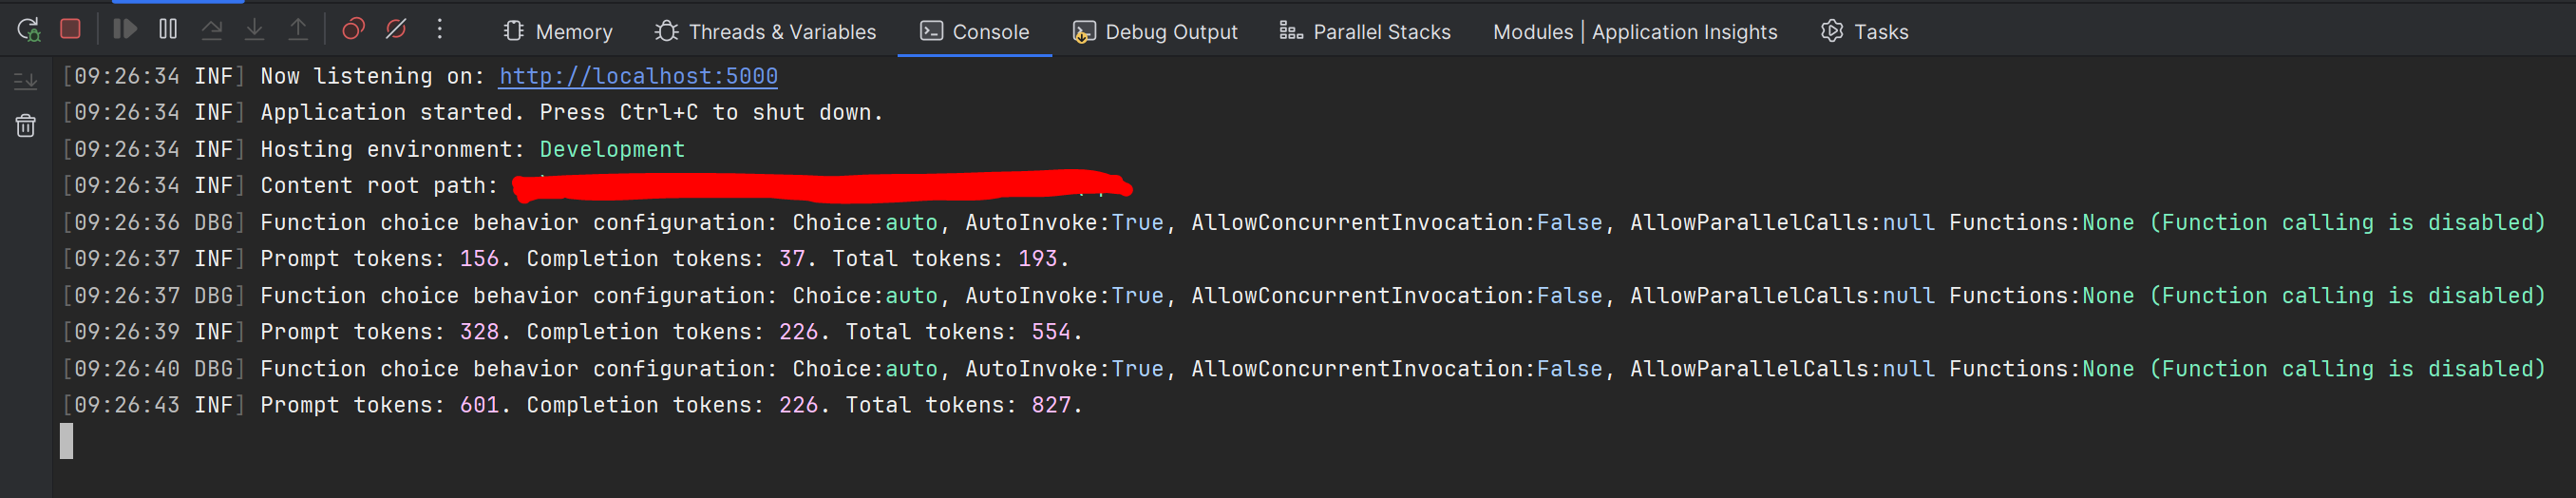 Memory Threads & Variables Console Debug Output Parallel Stacks Modules | Application Insights Tasks
[09:26:34 INF] Now listening on: http://localhost:5000
[09:26:34 INF] Application started. Press Ctrl+C to shut down.
[09:26:34 INF] Hosting environment: Development
[09:26:34 INF] Content root path:
[09:26:36 DBG] Function choice behavior configuration: Choice:auto, AutoInvoke:True, AllowConcurrentInvocation:False, AllowParallelCalls:null Functions:None (Function calling is disabled)
[09:26:37 INF] Prompt tokens: 156. Completion tokens: 37. Total tokens: 193.
[09:26:37 DBG] Function choice behavior configuration: Choice:auto, AutoInvoke:True, AllowConcurrentInvocation:False, AllowParallelCalls:null Functions:None (Function calling is disabled)
[09:26:39 INF] Prompt tokens: 328. Completion tokens: 226. Total tokens: 554.
[09:26:40 DBG] Function choice behavior configuration: Choice:auto, AutoInvoke:True, AllowConcurrentInvocation:False, AllowParallelCalls:null Functions:None (Function calling is disabled)
[09:26:43 INF] Prompt tokens: 601. Completion tokens: 226. Total tokens: 827.